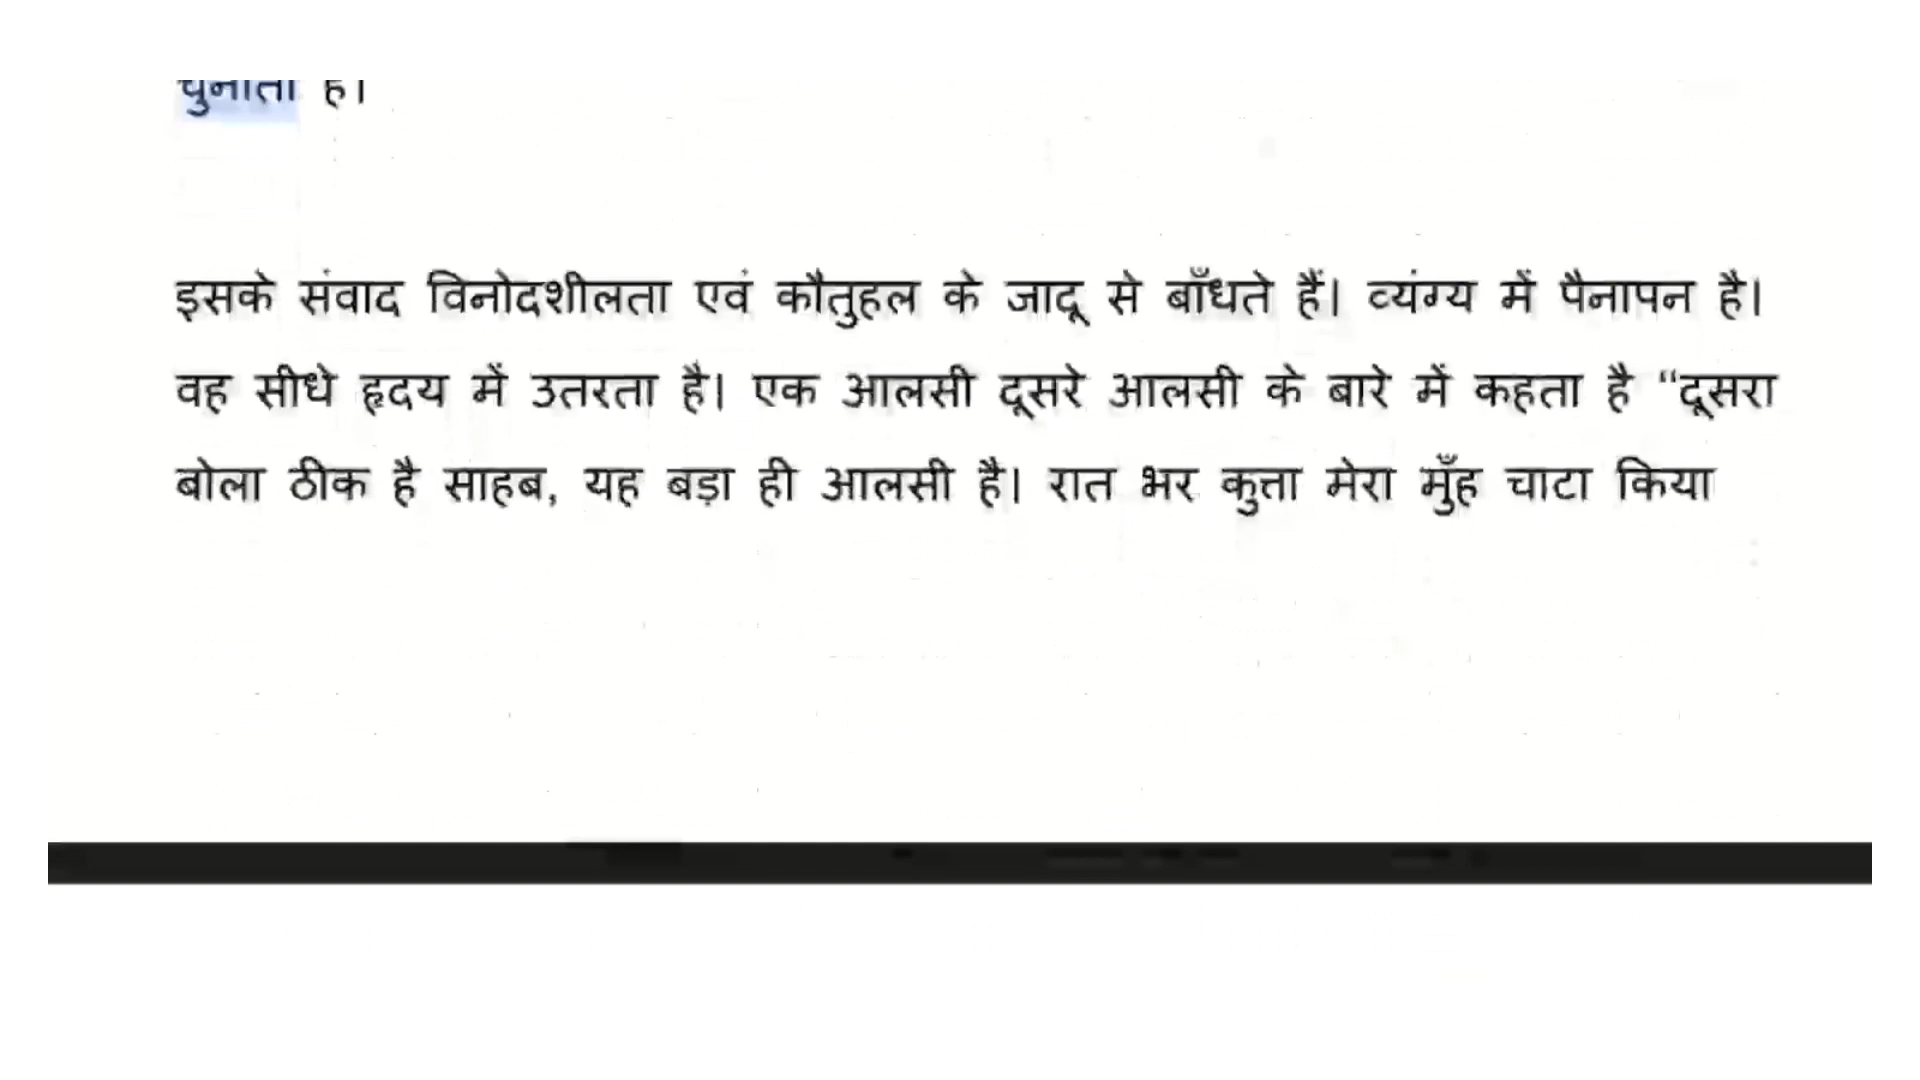 चुनाता है।
इसके संवाद विनोदशीलता एवं कौतुहल के जादू से बाँधते हैं। व्यंग्य में पैनापन है।
वह सीधे हृदय में उतरता है। एक आलसी दूसरे आलसी के बारे में कहता है “दूसरा
बोला ठीक है साहब, यह बड़ा ही आलसी है। रात भर कुत्ता मेरा मुँह चाटा किया